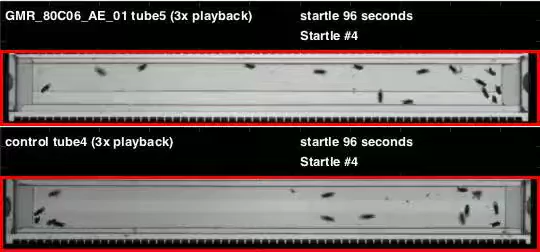 GMR_80C06_AE_01 tube5 (3x playback) startle 96 seconds
Startle #4
control tube4 (3x playback) startle 96 seconds
Startle #4